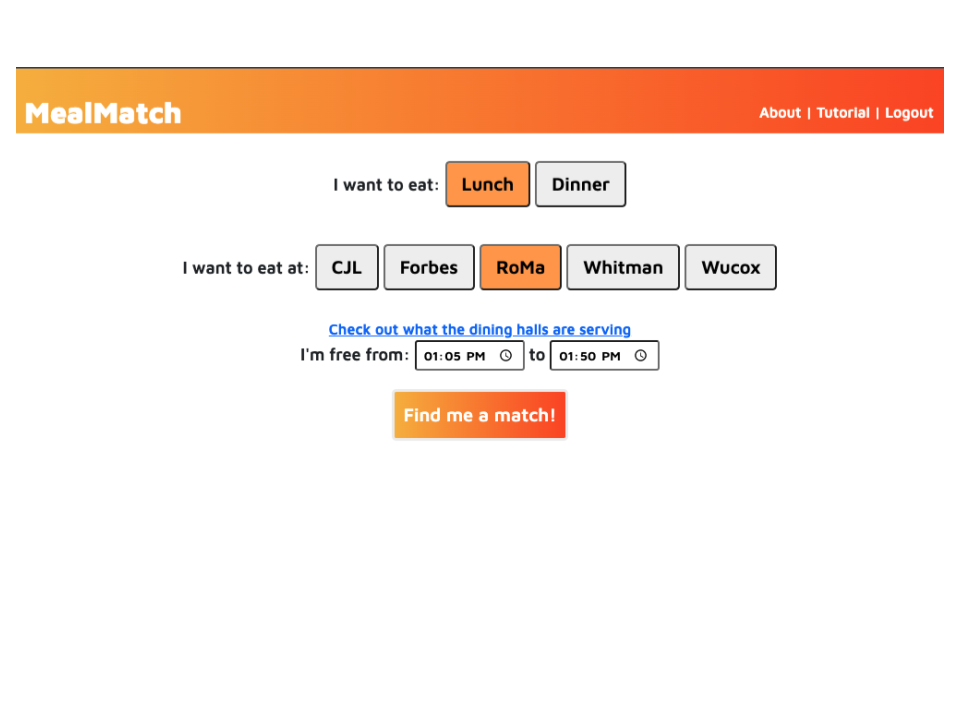 MealMatch
About | Tutorial | Logout
I want to eat: Lunch Dinner
I want to eat at: CJL Forbes RoMa Whitman Wucox
Check out what the dining halls are serving
I'm free from: 01:05 PM to 01:50 PM
Find me a match!